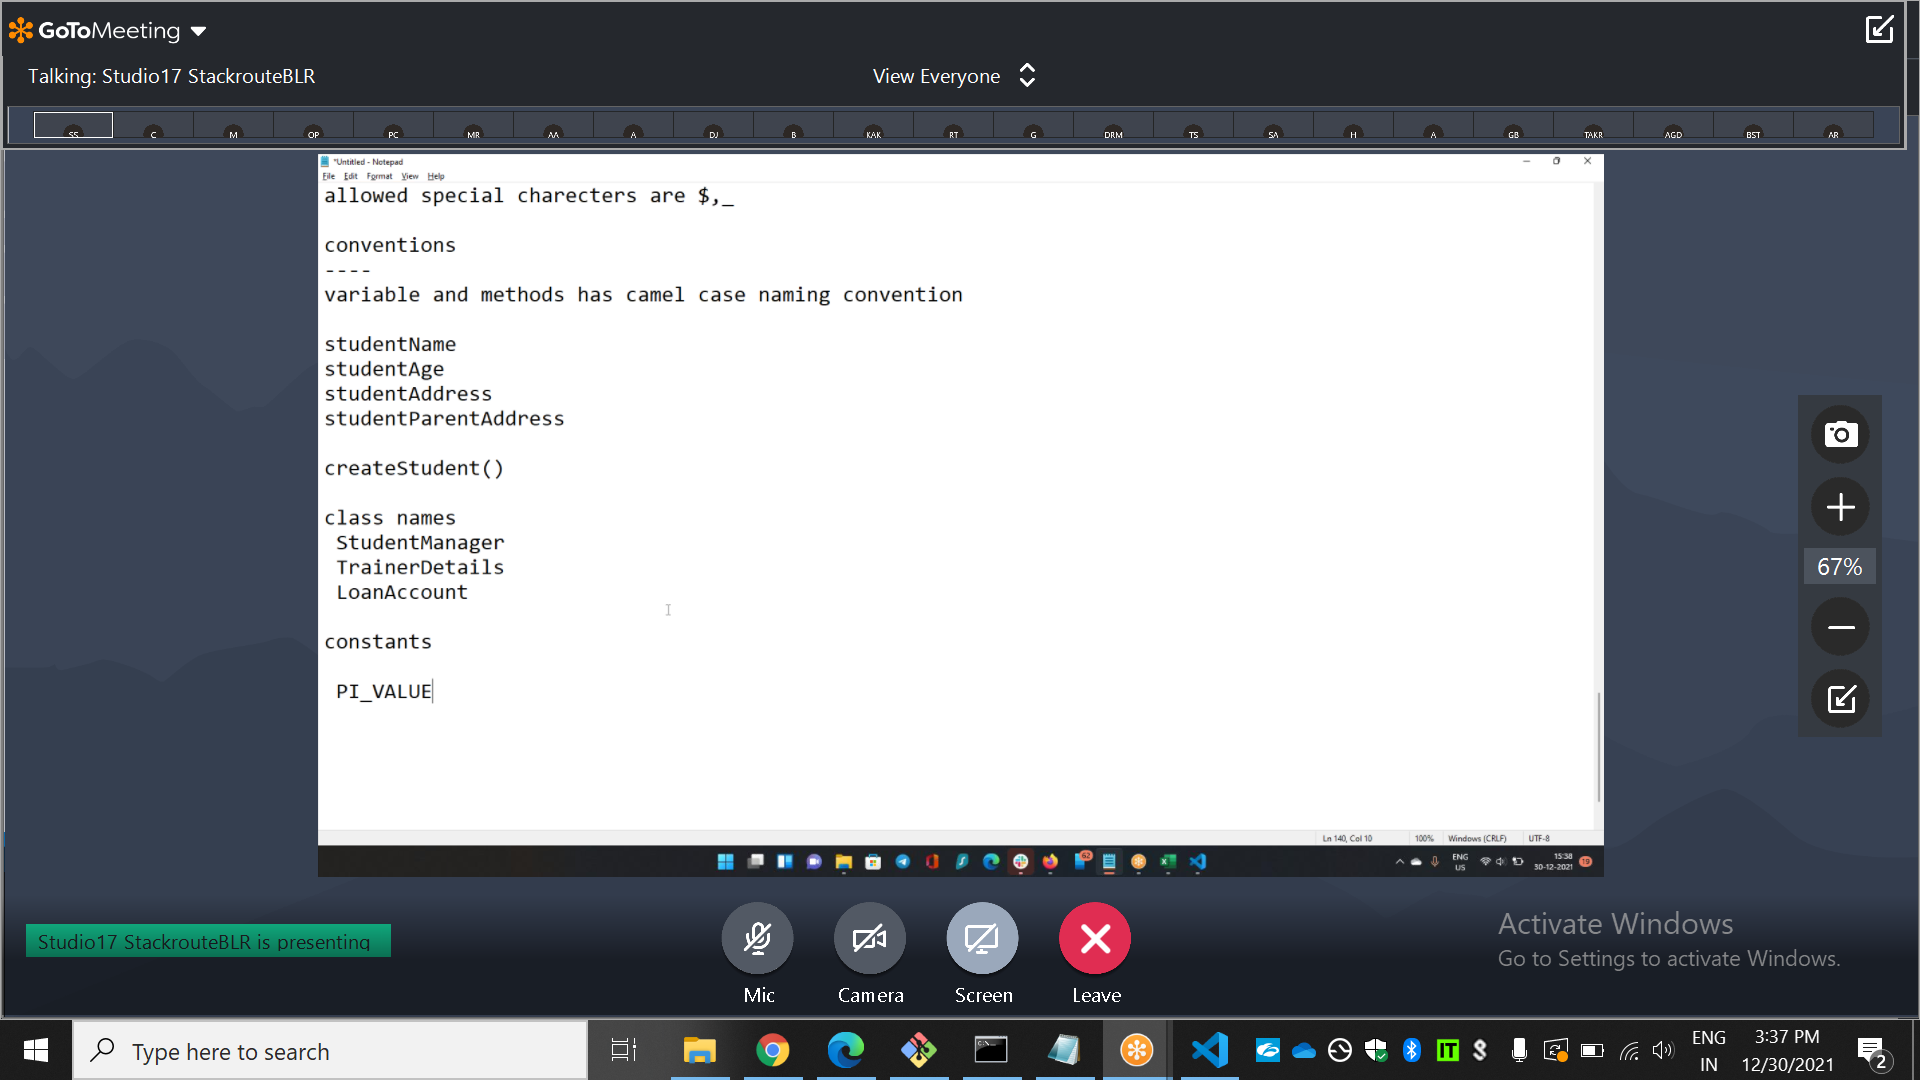 GoToMeeting
Talking: Studio17 StackrouteBLR
View Everyone
SS C M OP PC MR AA A DJ B KAK RT G DRM TS SA H A GB TAKR AGD BST AR
*Untitled - Notepad
File Edit Format View Help
allowed special charecters are $,_
conventions
----
variable and methods has camel case naming convention
studentName
studentAge
studentAddress
studentParentAddress
createStudent()
class names
StudentManager
TrainerDetails
LoanAccount
constants
PI_VALUE
67%
Ln 140, Col 10 100% Windows (CRLF) UTF-8
62
ENG
US
15:38
30-12-2021
19
Studio17 StackrouteBLR is presenting
Mic Camera Screen Leave
Activate Windows
Go to Settings to activate Windows.
Type here to search
ENG
IN
3:37 PM
12/30/2021
2